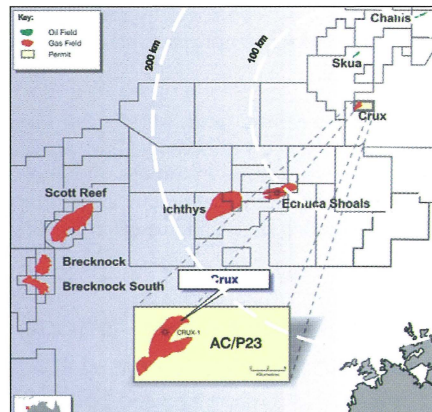 Key:
Oil Field
Gas Field
Permit
Challis
Skua
200 km
100 km
Crux
Scott Reef
Ichthys
Echuca Shoals
Brecknock
Brecknock South
Crux
CRUX-1
AC/P23